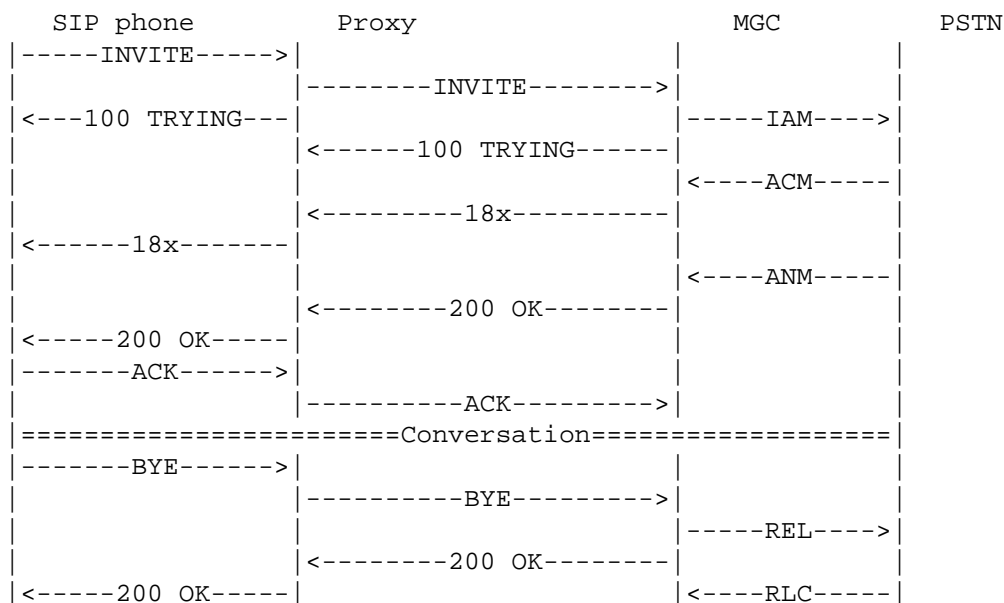 SIP phone         Proxy                    MGC          PSTN
|-----INVITE----->|                       |             |
|                 |--------INVITE-------->|             |
|<---100 TRYING---|                       |-----IAM---->|
|                 |<------100 TRYING------|             |
|                 |                       |<----ACM-----|
|                 |<---------18x----------|             |
|<------18x-------|                       |             |
|                 |                       |<----ANM-----|
|                 |<--------200 OK--------|             |
|<-----200 OK-----|                       |             |
|-------ACK------>|                       |             |
|                 |----------ACK--------->|             |
|========================Conversation===================|
|-------BYE------>|                       |             |
|                 |----------BYE--------->|             |
|                 |                       |-----REL---->|
|                 |<--------200 OK--------|             |
|<-----200 OK-----|                       |<----RLC-----|